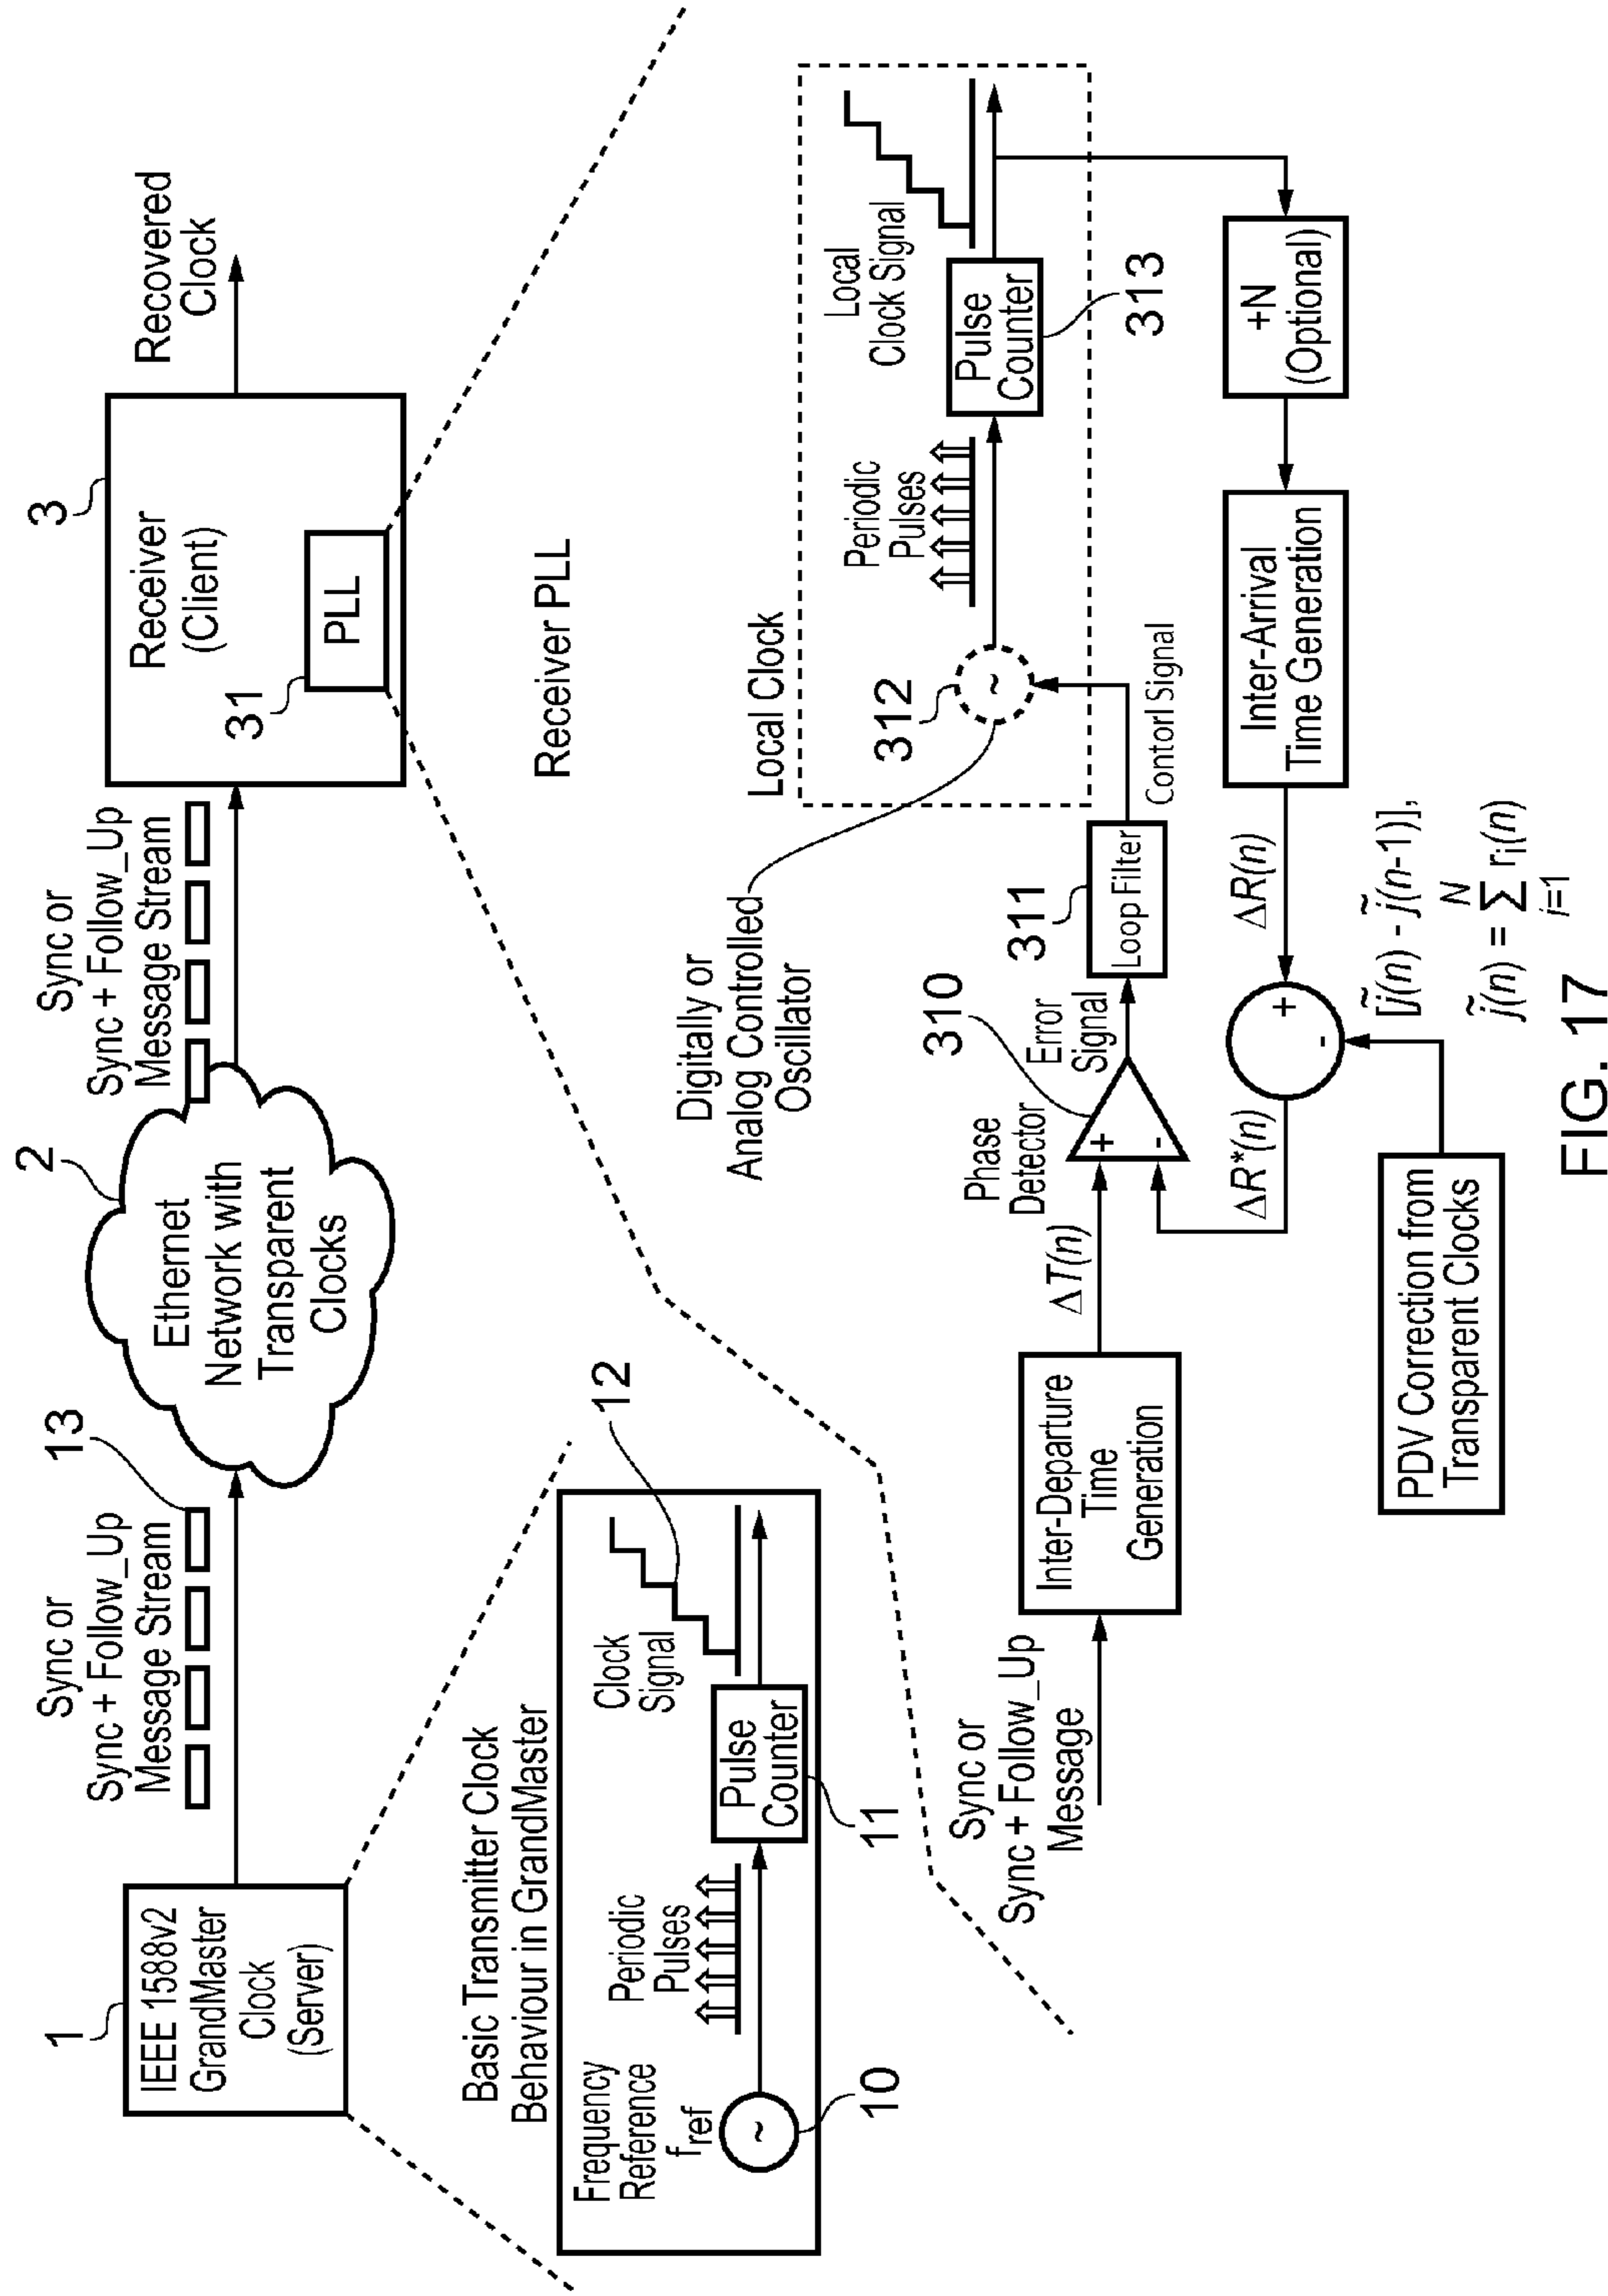 1
IEEE 1588v2
GrandMaster
Clock
(Server)
Sync or
Sync + Follow_Up
Message Stream
13
2
Ethernet
Network with
Transparent
Clocks
Sync or
Sync + Follow_Up
Message Stream
3
Receiver
(Client)
31
PLL
Recovered
Clock
Basic Transmitter Clock
Behaviour in GrandMaster
Frequency
Reference
fref
~
10
Periodic
Pulses
Pulse
Counter
11
Clock
Signal
12
Receiver PLL
Sync or
Sync + Follow_Up
Message
Inter-Departure
Time
Generation
ΔT(n)
Phase
Detector
310
+
-
Error
Signal
311
Loop Filter
Contorl Signal
Digitally or
Analog Controlled
Oscillator
Local Clock
312
~
Periodic
Pulses
Pulse
Counter
313
Local
Clock Signal
+N
(Optional)
Inter-Arrival
Time Generation
ΔR(n)
+
-
ΔR*(n)
PDV Correction from
Transparent Clocks
[j̃(n) - j̃(n-1)],
j̃(n) = N Σ i=1 ri(n)
FIG. 17